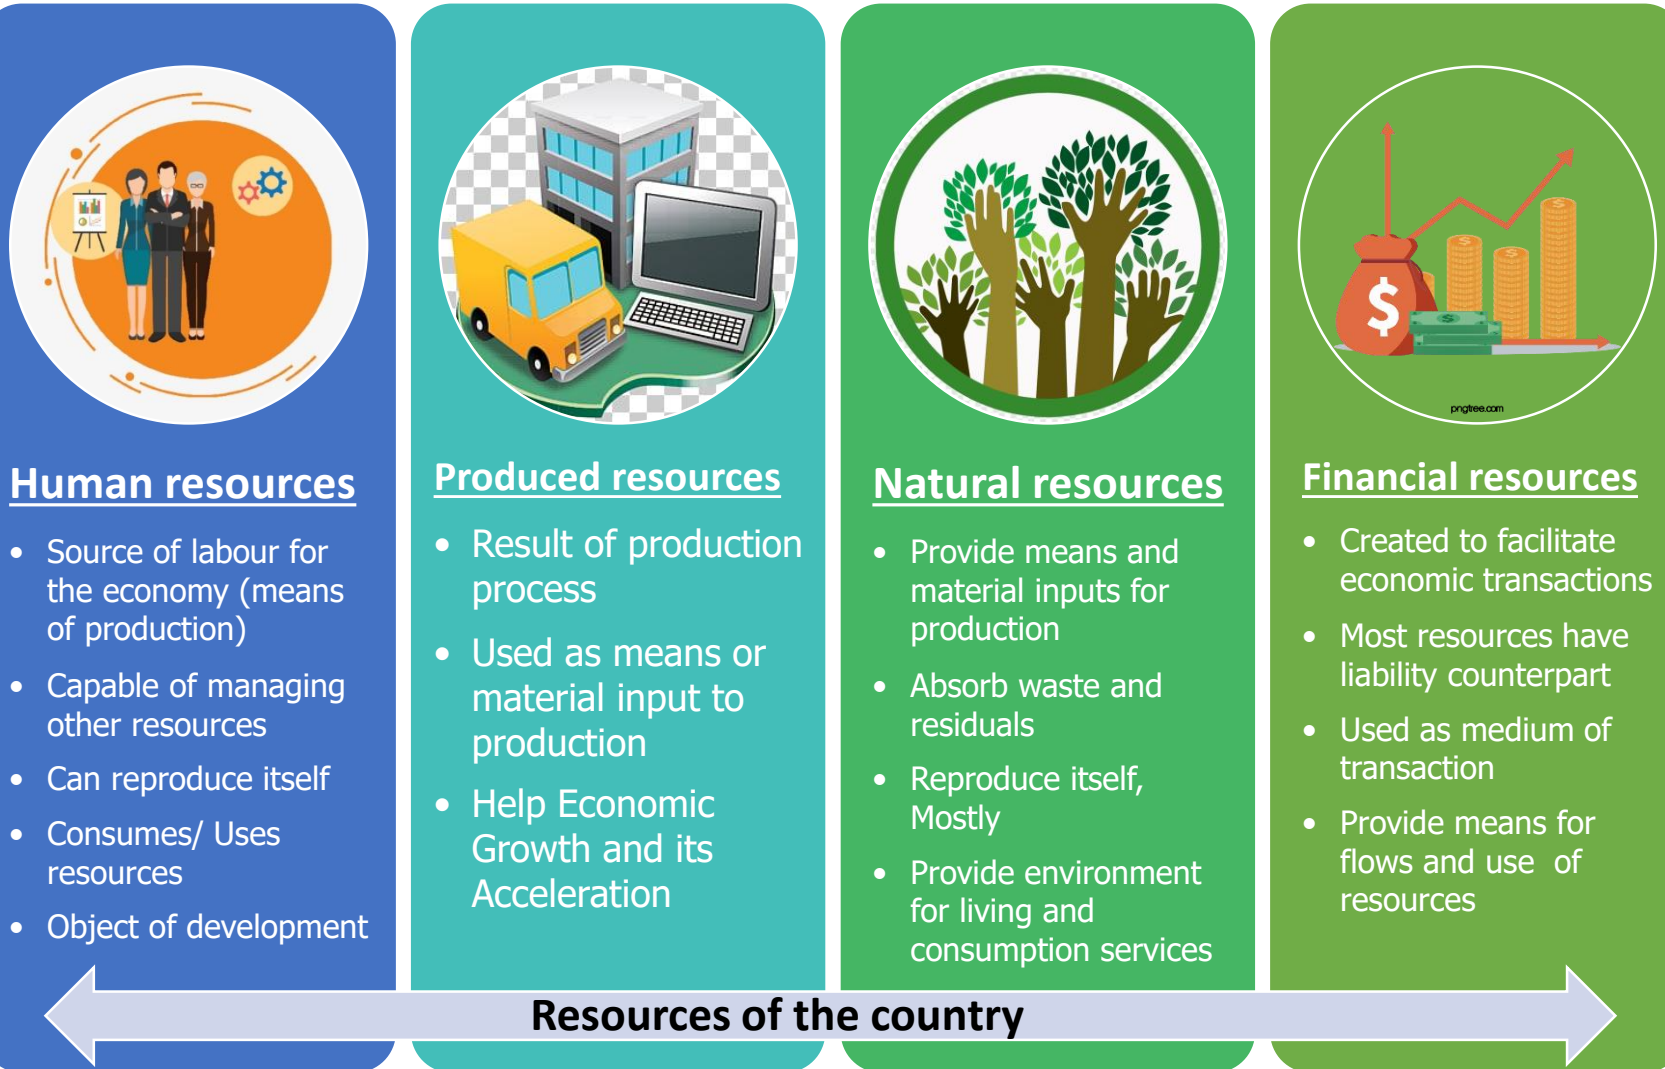 Human resources
• Source of labour for
the economy (means
of production)
• Capable of managing
other resources
• Can reproduce itself
• Consumes/ Uses
resources
• Object of development
Produced resources
• Result of production
process
• Used as means or
material input to
production
• Help Economic
Growth and its
Acceleration
Natural resources
• Provide means and
material inputs for
production
• Absorb waste and
residuals
• Reproduce itself,
Mostly
• Provide environment
for living and
consumption services
$
pngtree.com
Financial resources
• Created to facilitate
economic transactions
• Most resources have
liability counterpart
• Used as medium of
transaction
• Provide means for
flows and use  of
resources
Resources of the country